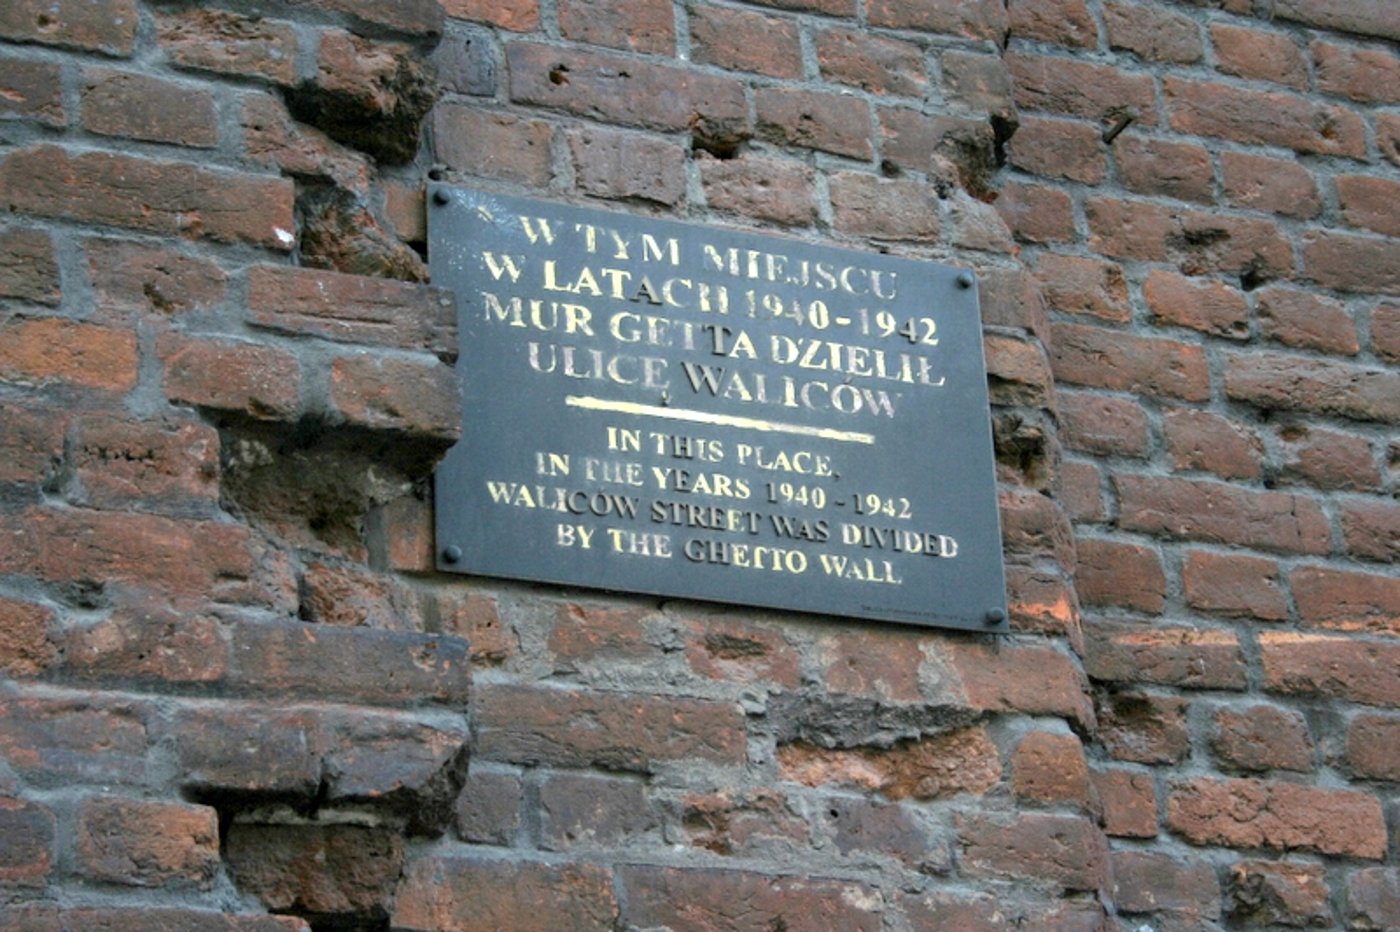 W TYM MIEJSCU
W LATACH 1940-1942
MUR GETTA DZIELIŁ
ULICĘ WALICÓW
IN THIS PLACE,
IN THE YEARS 1940 - 1942
WALICÓW STREET WAS DIVIDED
BY THE GHETTO WALL